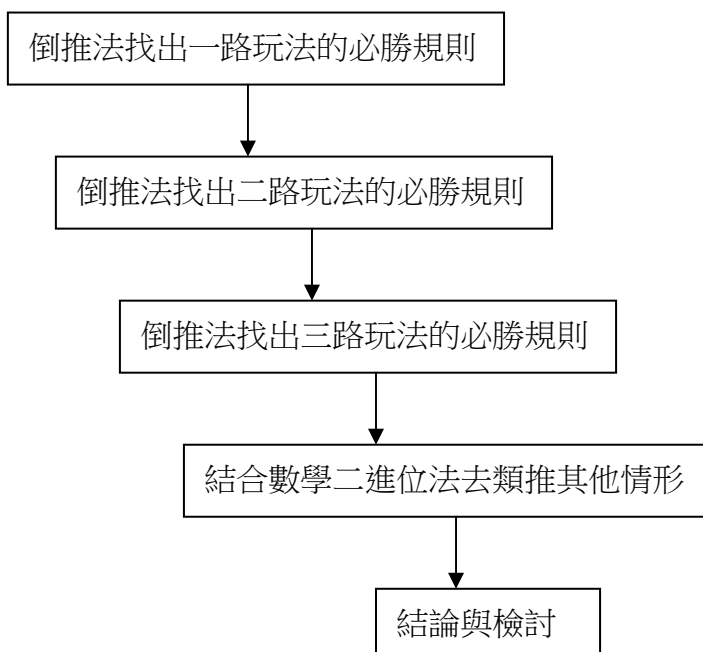 倒推法找出一路玩法的必勝規則
倒推法找出二路玩法的必勝規則
倒推法找出三路玩法的必勝規則
結合數學二進位法去類推其他情形
結論與檢討